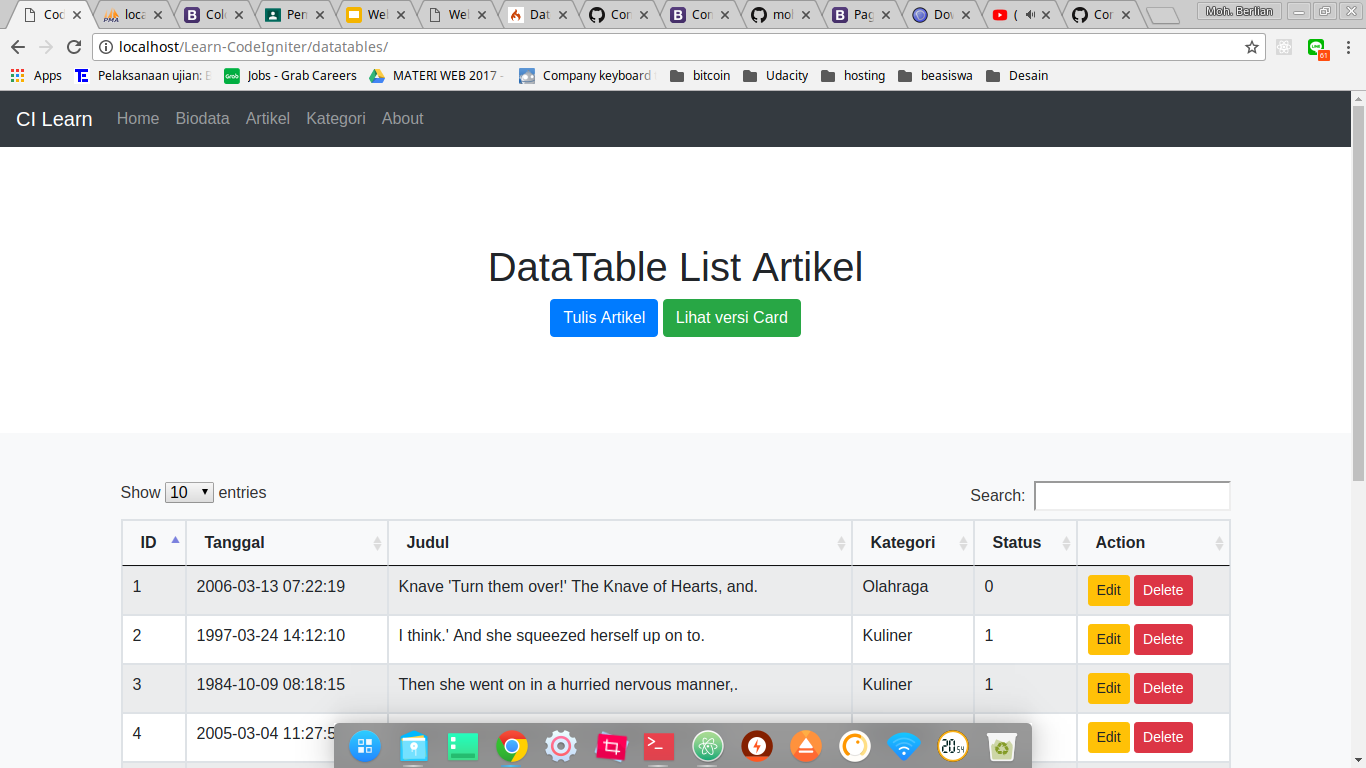 Cod loca Cole Pen Wel Wel Dat Con Con mol Pag Dov ( Con Moh. Berlian
localhost/Learn-CodeIgniter/datatables/ 61
Apps Pelaksanaan ujian: Jobs - Grab Careers MATERI WEB 2017 - Company keyboard bitcoin Udacity hosting beasiswa Desain
CI Learn Home Biodata Artikel Kategori About
DataTable List Artikel
Tulis Artikel Lihat versi Card
Show 10 entries Search:
ID Tanggal Judul Kategori Status Action
1 2006-03-13 07:22:19 Knave 'Turn them over!' The Knave of Hearts, and. Olahraga 0 Edit Delete
2 1997-03-24 14:12:10 I think.' And she squeezed herself up on to. Kuliner 1 Edit Delete
3 1984-10-09 08:18:15 Then she went on in a hurried nervous manner,. Kuliner 1 Edit Delete
4 2005-03-04 11:27:5 Edit Delete
20 54